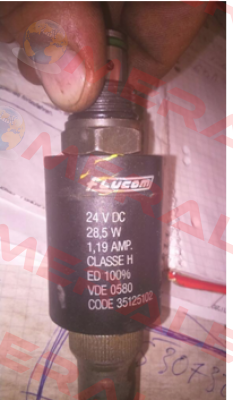 FLUCOM
24 V DC
28,5 W
1,19 AMP.
CLASSE H
ED 100%
VDE 0580
CODE 35125102